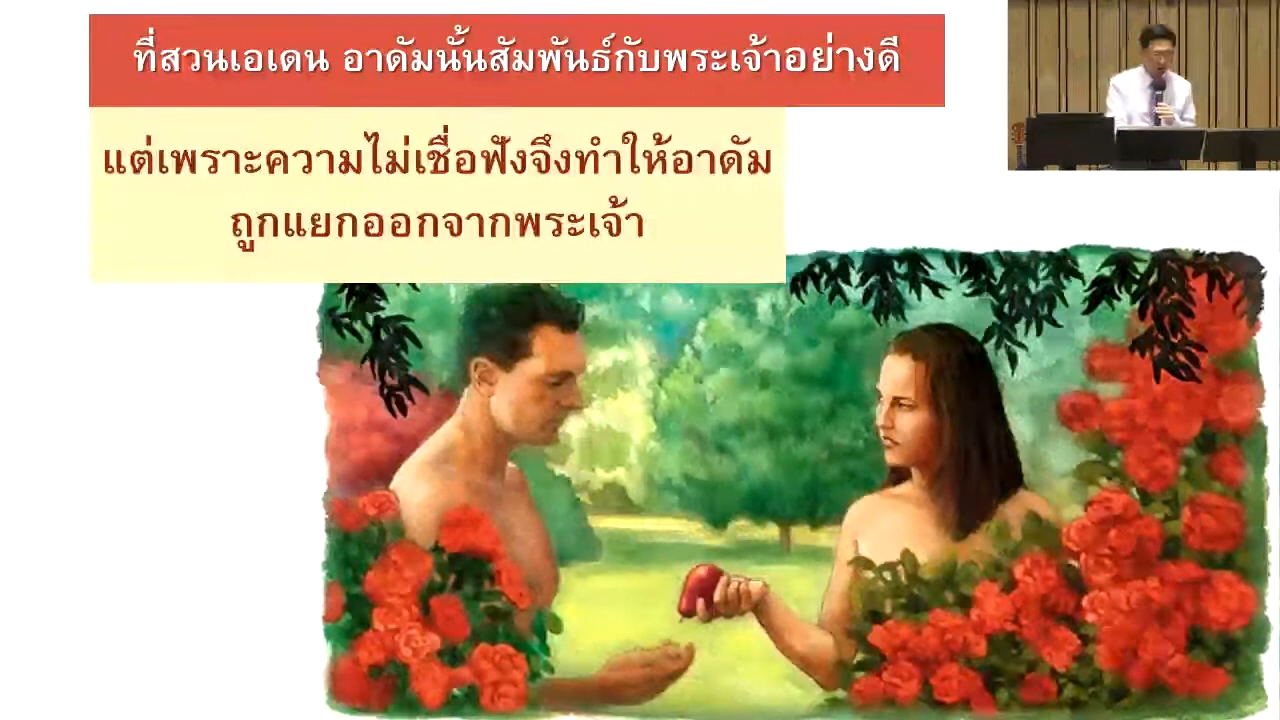 ที่สวนเอเดน อาดัมนั้นสัมพันธ์กับพระเจ้าอย่างดี
แต่เพราะความไม่เชื่อฟังจึงทำให้อาดัม
ถูกแยกออกจากพระเจ้า